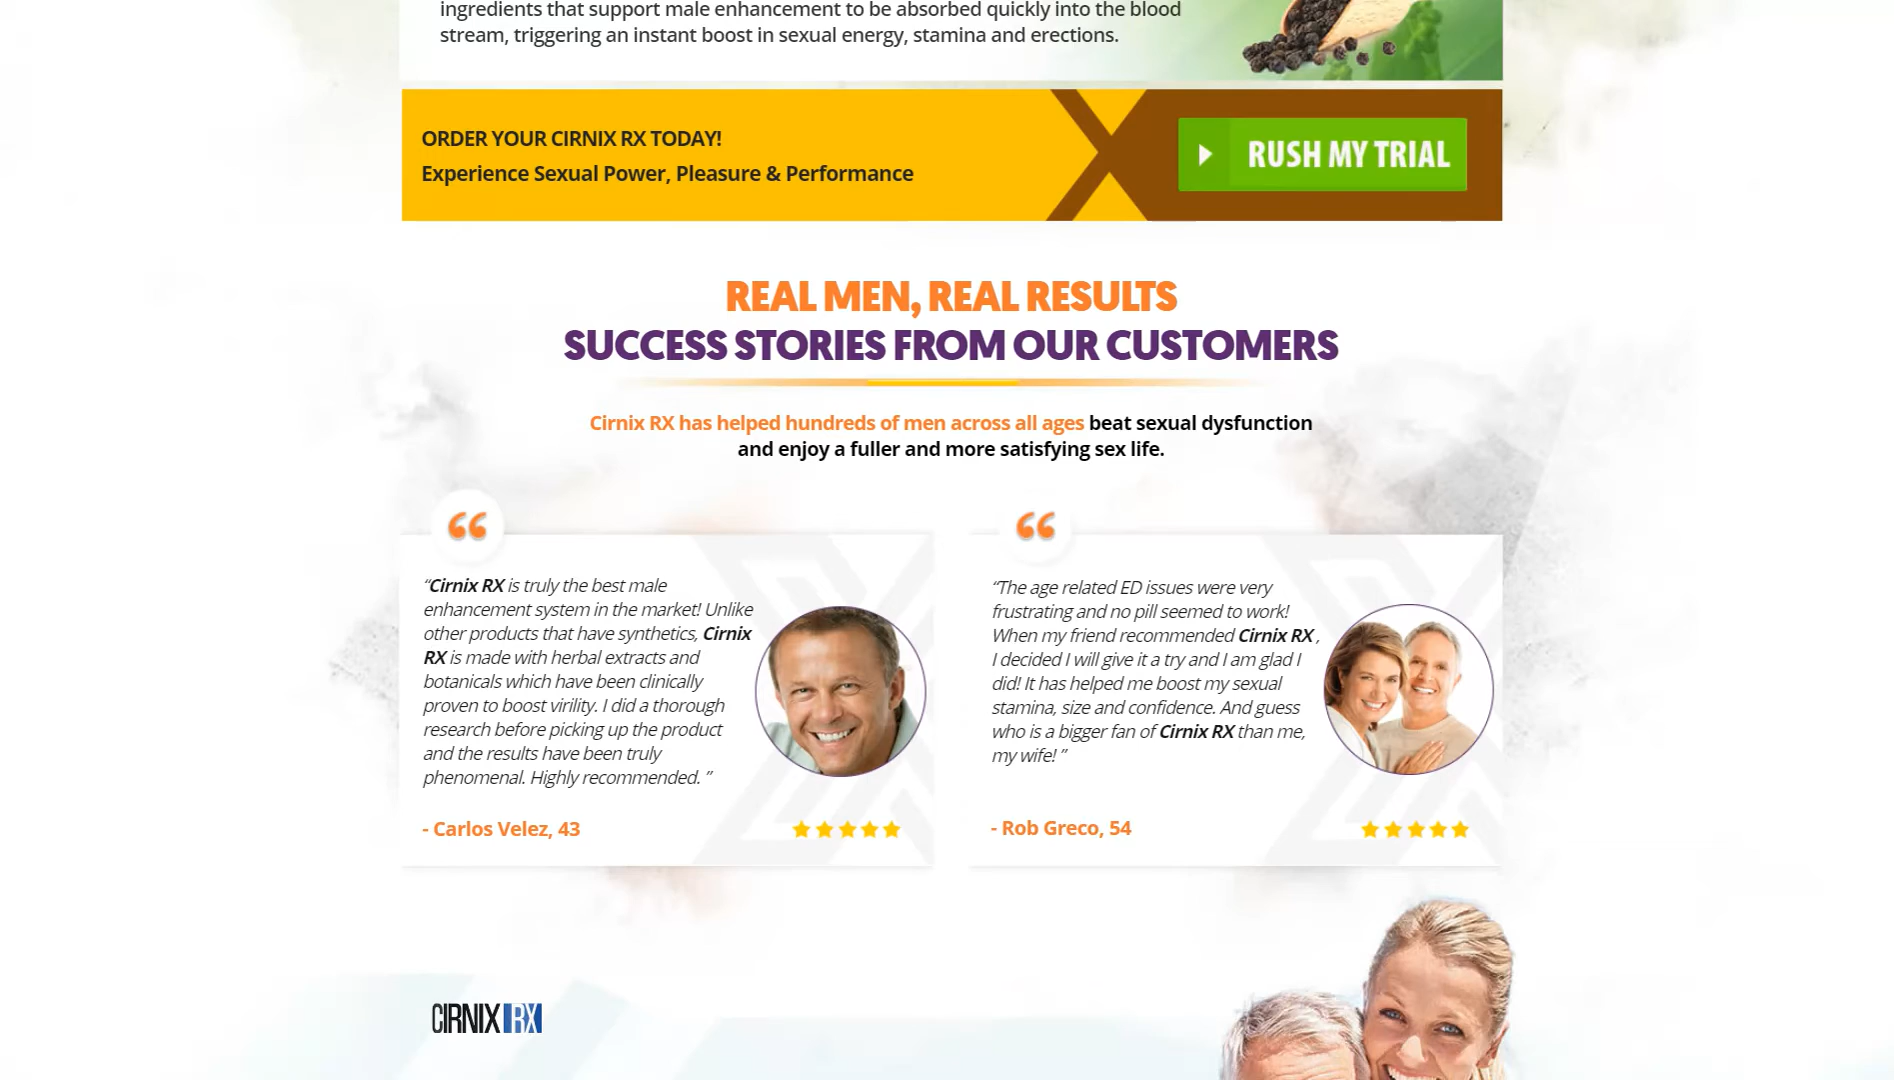 ingredients that support male enhancement to be absorbed quickly into the blood
stream, triggering an instant boost in sexual energy, stamina and erections.
ORDER YOUR CIRNIX RX TODAY!
Experience Sexual Power, Pleasure & Performance
RUSH MY TRIAL
REAL MEN, REAL RESULTS
SUCCESS STORIES FROM OUR CUSTOMERS
Cirnix RX has helped hundreds of men across all ages beat sexual dysfunction
and enjoy a fuller and more satisfying sex life.
“Cirnix RX is truly the best male
enhancement system in the market! Unlike
other products that have synthetics, Cirnix
RX is made with herbal extracts and
botanicals which have been clinically
proven to boost virility. I did a thorough
research before picking up the product
and the results have been truly
phenomenal. Highly recommended. ”
- Carlos Velez, 43
“The age related ED issues were very
frustrating and no pill seemed to work!
When my friend recommended Cirnix RX ,
I decided I will give it a try and I am glad I
did! It has helped me boost my sexual
stamina, size and confidence. And guess
who is a bigger fan of Cirnix RX than me,
my wife! ”
- Rob Greco, 54
CIRNIX RX